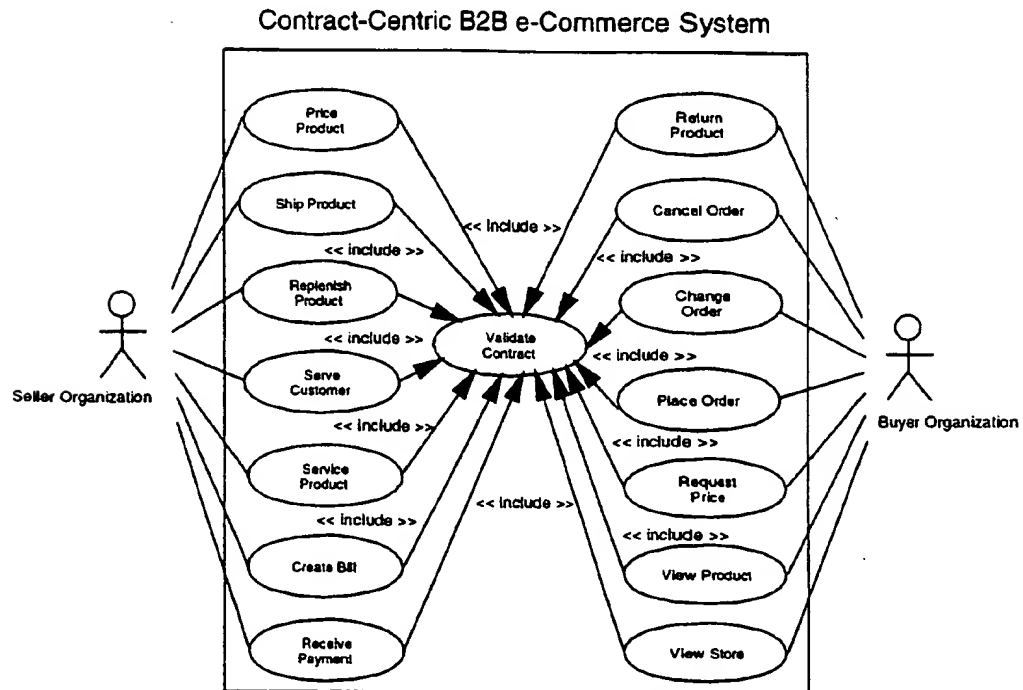 Contract-Centric B2B e-Commerce System
Price
Product
Return
Product
Ship Product
Cancel Order
<< include >>
<< include >>
<< include >>
Replenish
Product
Change
Order
Validate
Contract
<< include >>
<< include >>
Serve
Customer
Place Order
Seller Organization
Buyer Organization
<< include >>
<< include >>
Service
Product
Request
Price
<< include >>
<< include >>
<< include >>
Create Bill
View Product
Receive
Payment
View Store